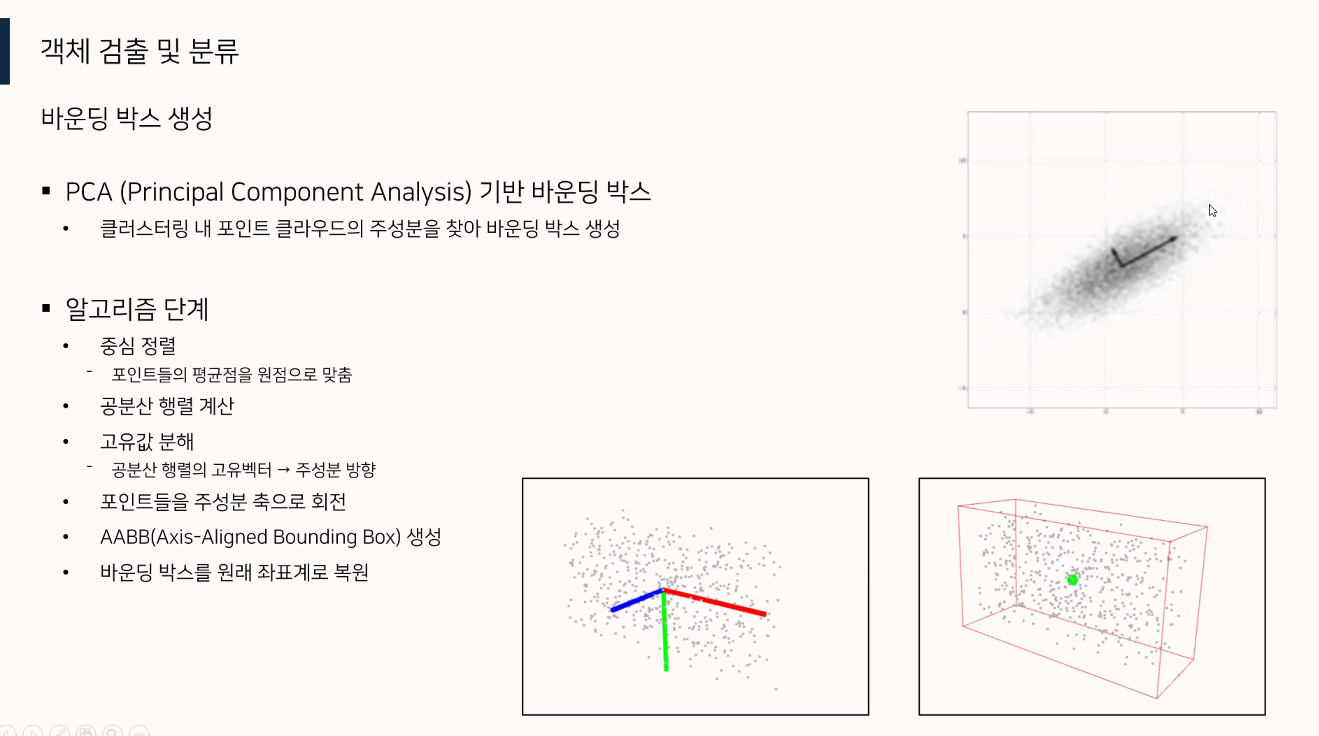 객체 검출 및 분류
바운딩 박스 생성
▪ PCA (Principal Component Analysis) 기반 바운딩 박스
• 클러스터링 내 포인트 클라우드의 주성분을 찾아 바운딩 박스 생성
▪ 알고리즘 단계
• 중심 정렬
- 포인트들의 평균점을 원점으로 맞춤
• 공분산 행렬 계산
• 고유값 분해
- 공분산 행렬의 고유벡터 → 주성분 방향
• 포인트들을 주성분 축으로 회전
• AABB(Axis-Aligned Bounding Box) 생성
• 바운딩 박스를 원래 좌표계로 복원